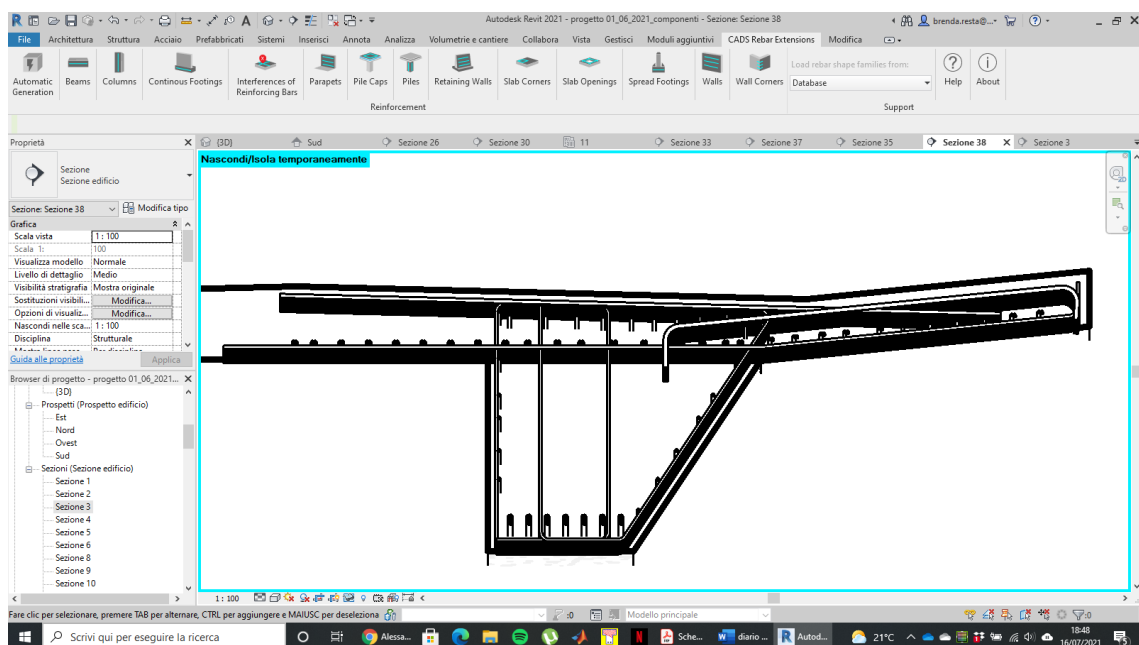 Autodesk Revit 2021 - progetto 01_06_2021_componenti - Sezione: Sezione 38
brenda.resta@...
File Architettura Struttura Acciaio Prefabbricati Sistemi Inserisci Annota Analizza Volumetrie e cantiere Collabora Vista Gestisci Moduli aggiuntivi CADS Rebar Extensions Modifica
Automatic Generation
Beams
Columns
Continous Footings
Interferences of Reinforcing Bars
Parapets
Pile Caps
Piles
Retaining Walls
Slab Corners
Slab Openings
Spread Footings
Walls
Wall Corners
Load rebar shape families from:
Database
Help
About
Reinforcement
Support
Proprietà
{3D}
Sud
Sezione 26
Sezione 30
11
Sezione 33
Sezione 37
Sezione 35
Sezione 38
Sezione 3
Nascondi/Isola temporaneamente
Sezione
Sezione edificio
Sezione: Sezione 38
Modifica tipo
Grafica
Scala vista 1 : 100
Scala 1: 100
Visualizza modello Normale
Livello di dettaglio Medio
Visibilità stratigrafia Mostra originale
Sostituzioni visibili... Modifica...
Opzioni di visualiz... Modifica...
Nascondi nelle sca... 1 : 100
Disciplina Strutturale
Guida alle proprietà
Applica
Browser di progetto - progetto 01_06_2021...
{3D}
Prospetti (Prospetto edificio)
Est
Nord
Ovest
Sud
Sezioni (Sezione edificio)
Sezione 1
Sezione 2
Sezione 3
Sezione 4
Sezione 5
Sezione 6
Sezione 8
Sezione 9
Sezione 10
1 : 100
Fare clic per selezionare, premere TAB per alternare, CTRL per aggiungere e MAIUSC per deseleziona
:0
Modello principale
:0
Scrivi qui per eseguire la ricerca
Alessa...
Sche...
diario ...
Autod...
21°C
18:48
16/07/2021